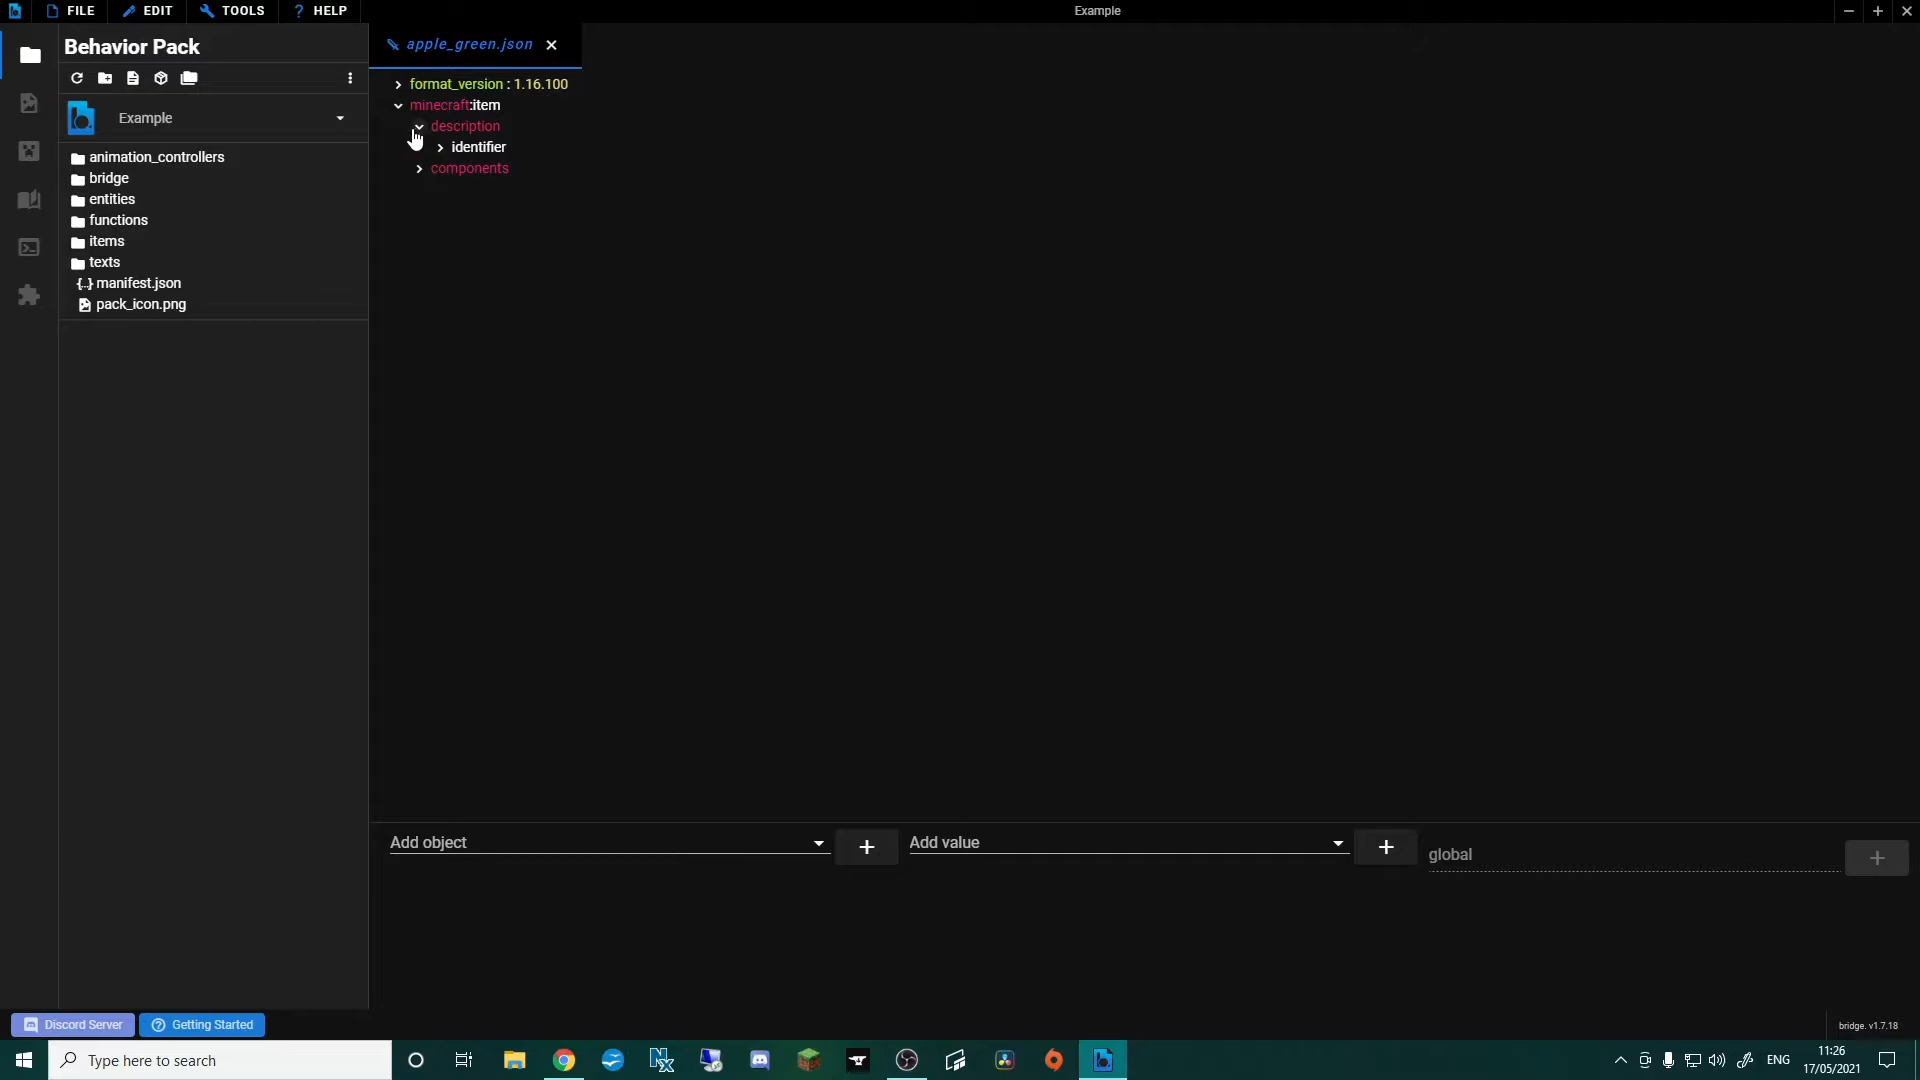 FILE EDIT TOOLS ? HELP Example
Behavior Pack
apple_green.json
Example
animation_controllers
bridge
entities
functions
items
texts
{..} manifest.json
pack_icon.png
format_version : 1.16.100
minecraft:item
description
identifier
components
Add object
+
Add value
+
global
+
Discord Server
? Getting Started
bridge. v1.7.18
Type here to search
ENG
11:26
17/05/2021